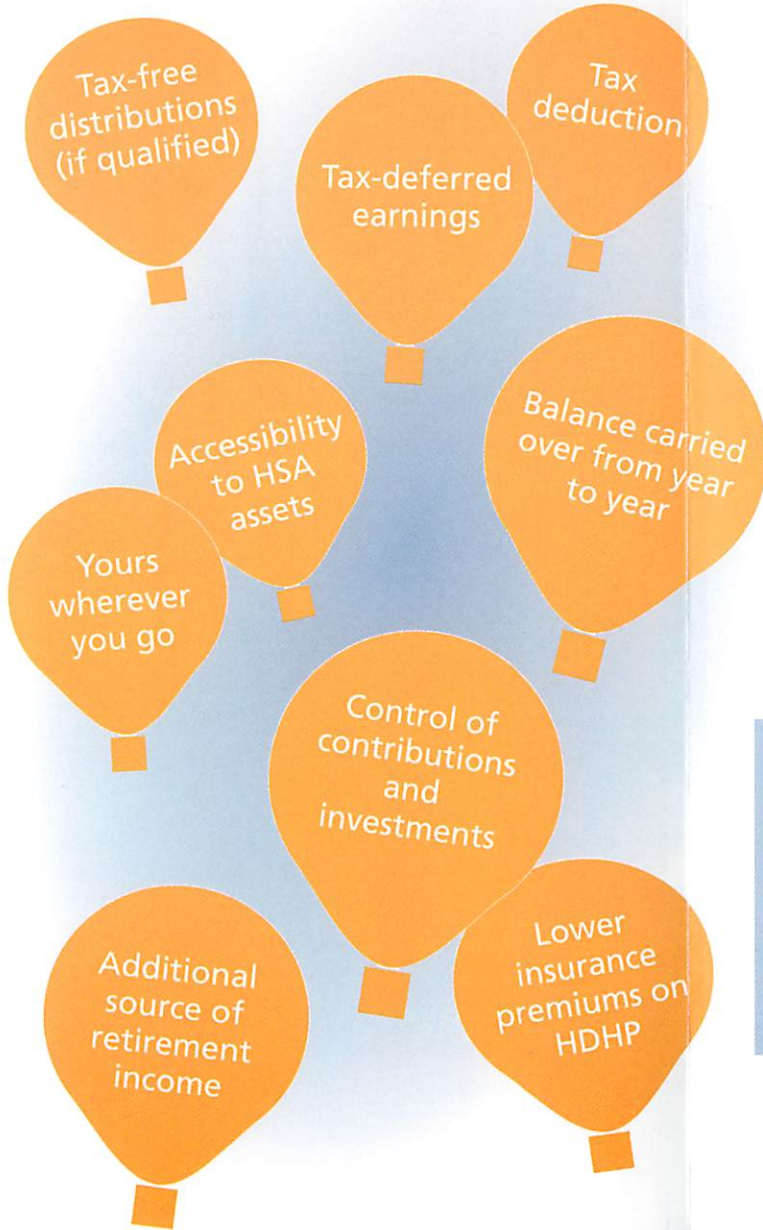 Tax-free
distributions
(if qualified)
Tax-deferred
earnings
Tax
deduction
Accessibility
to HSA
assets
Balance carried
over from year
to year
Yours
wherever
you go
Control of
contributions
and
investments
Additional
source of
retirement
income
Lower
insurance
premiums on
HDHP